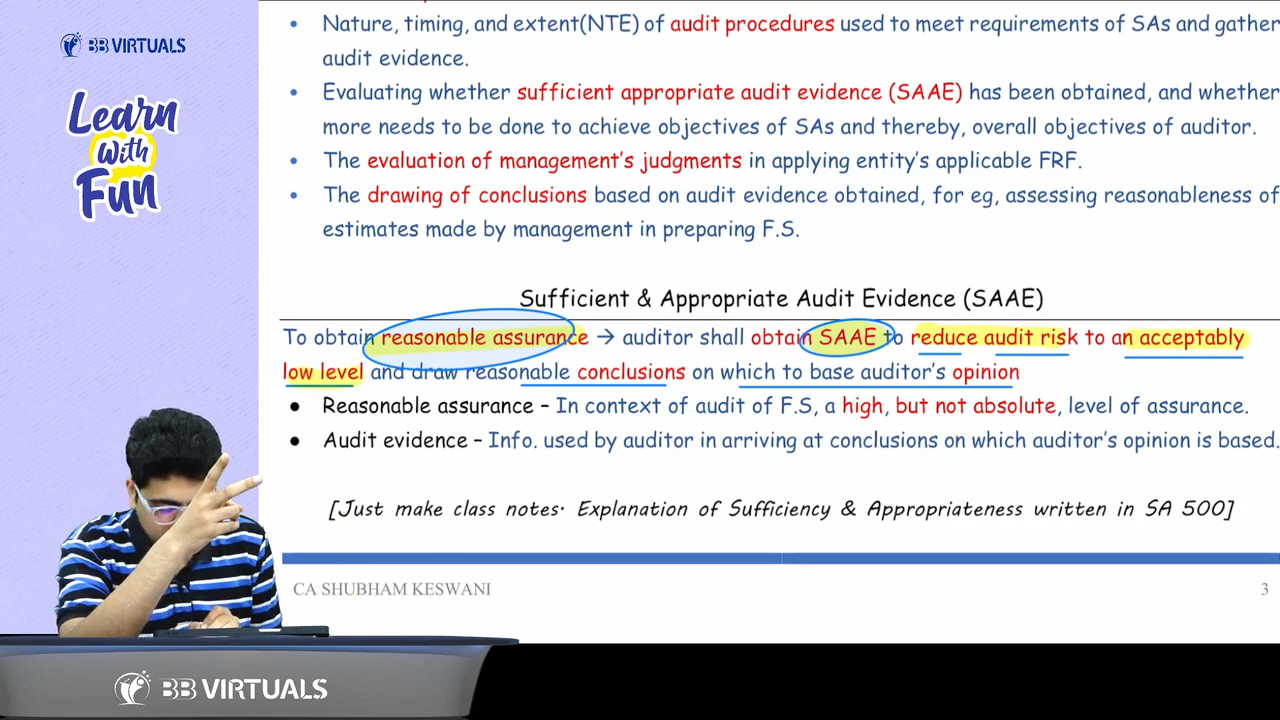 BB VIRTUALS
Learn
With
Fun
• Nature, timing, and extent(NTE) of audit procedures used to meet requirements of SAs and gather
audit evidence.
• Evaluating whether sufficient appropriate audit evidence (SAAE) has been obtained, and whether
more needs to be done to achieve objectives of SAs and thereby, overall objectives of auditor.
• The evaluation of management's judgments in applying entity's applicable FRF.
• The drawing of conclusions based on audit evidence obtained, for eg, assessing reasonableness of
estimates made by management in preparing F.S.
Sufficient & Appropriate Audit Evidence (SAAE)
To obtain reasonable assurance → auditor shall obtain SAAE to reduce audit risk to an acceptably
low level and draw reasonable conclusions on which to base auditor's opinion
● Reasonable assurance – In context of audit of F.S, a high, but not absolute, level of assurance.
● Audit evidence – Info. used by auditor in arriving at conclusions on which auditor's opinion is based.
[Just make class notes. Explanation of Sufficiency & Appropriateness written in SA 500]
CA SHUBHAM KESWANI 3
BB VIRTUALS